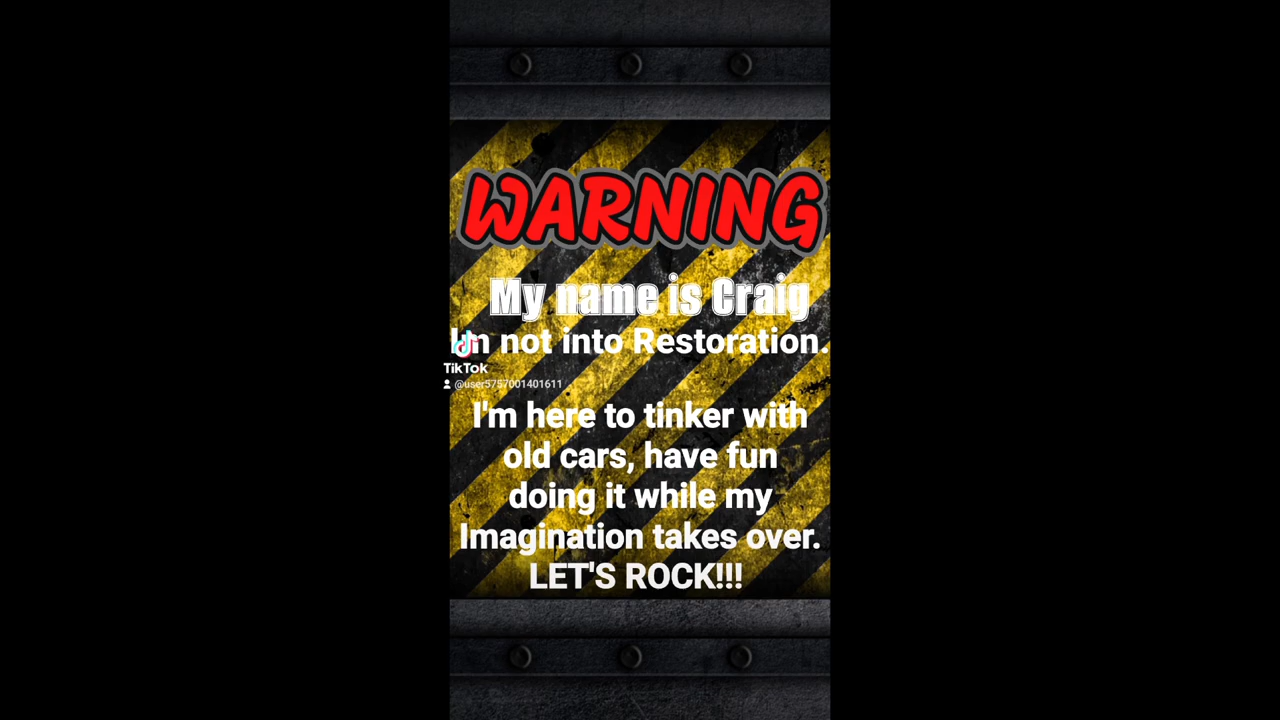 WARNING
My name is Craig
Im not into Restoration.
TikTok
@user5757001401611
I'm here to tinker with
old cars, have fun
doing it while my
Imagination takes over.
LET'S ROCK!!!